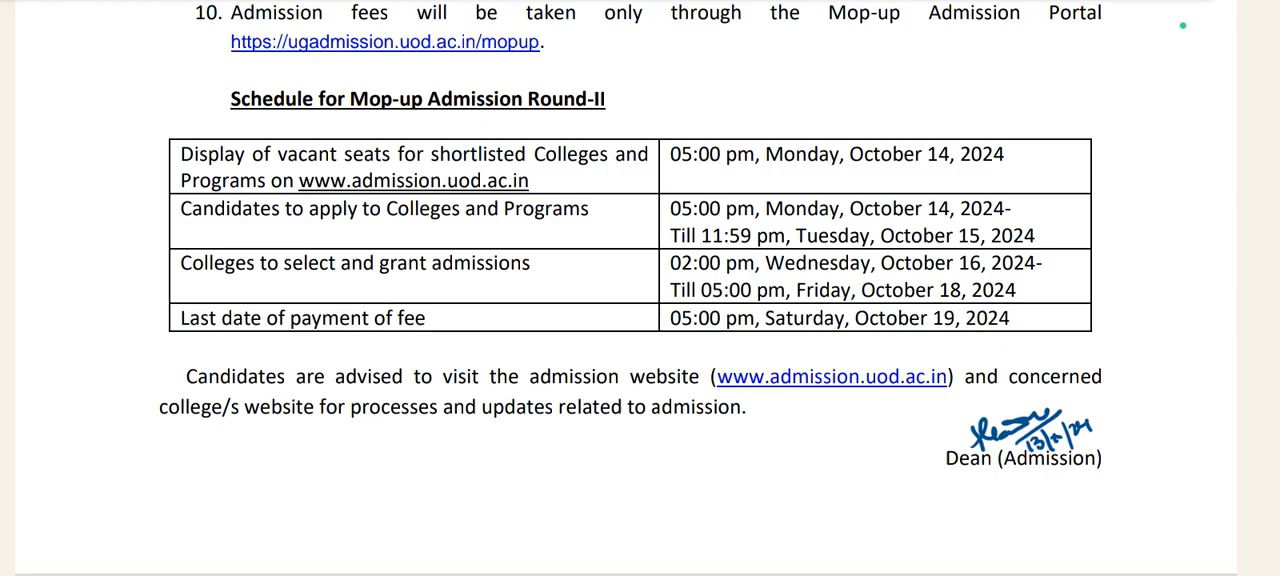 10. Admission fees will be taken only through the Mop-up Admission Portal
https://ugadmission.uod.ac.in/mopup.
Schedule for Mop-up Admission Round-II
Display of vacant seats for shortlisted Colleges and
Programs on www.admission.uod.ac.in
05:00 pm, Monday, October 14, 2024
Candidates to apply to Colleges and Programs
05:00 pm, Monday, October 14, 2024-
Till 11:59 pm, Tuesday, October 15, 2024
Colleges to select and grant admissions
02:00 pm, Wednesday, October 16, 2024-
Till 05:00 pm, Friday, October 18, 2024
Last date of payment of fee
05:00 pm, Saturday, October 19, 2024
Candidates are advised to visit the admission website (www.admission.uod.ac.in) and concerned
college/s website for processes and updates related to admission.
Dean (Admission)